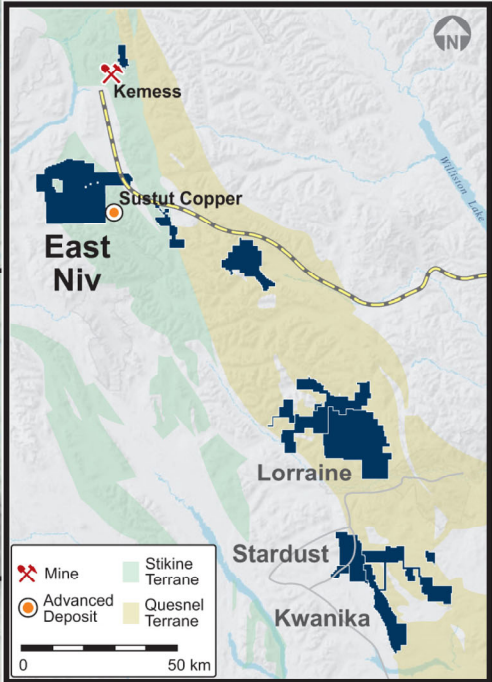 N
Kemess
Williston Lake
Sustut Copper
East
Niv
Lorraine
Stardust
Kwanika
Mine
Stikine
Terrane
Advanced
Deposit
Quesnel
Terrane
0
50 km